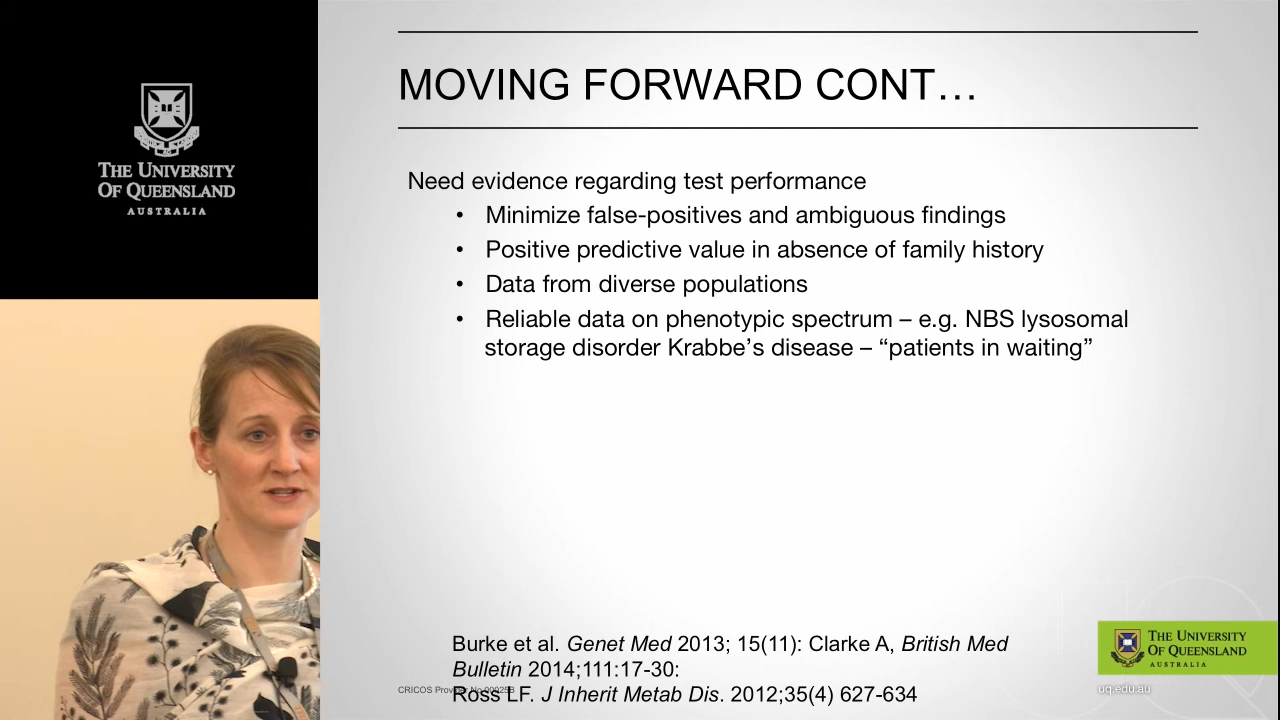 THE UNIVERSITY
OF QUEENSLAND
AUSTRALIA
MOVING FORWARD CONT…
Need evidence regarding test performance
• Minimize false-positives and ambiguous findings
• Positive predictive value in absence of family history
• Data from diverse populations
• Reliable data on phenotypic spectrum – e.g. NBS lysosomal
storage disorder Krabbe’s disease – “patients in waiting”
Burke et al. Genet Med 2013; 15(11): Clarke A, British Med
Bulletin 2014;111:17-30:
CRICOS Provider No 00025B
Ross LF. J Inherit Metab Dis. 2012;35(4) 627-634
THE UNIVERSITY
OF QUEENSLAND
AUSTRALIA
uq.edu.au